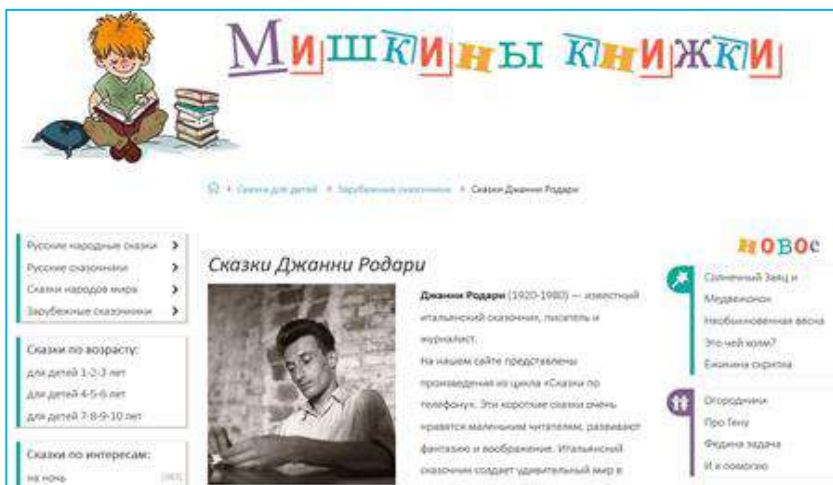 Мишкины книжки
Сказки для детей Зарубежные сказочники Сказки Джанни Родари
Русские народные сказки
Русские сказочники
Сказки народов мира
Зарубежные сказочники
Сказки по возрасту:
для детей 1-2-3 лет
для детей 4-5-6 лет
для детей 7-8-9-10 лет
Сказки по интересам:
на ночь
Сказки Джанни Родари
Джанни Родари (1920-1980) — известный
итальянский сказочник, писатель и
журналист.
На нашем сайте представлены
произведения из цикла «Сказки по
телефону». Эти короткие сказки очень
нравятся маленьким читателям, развивают
фантазию и воображение. Итальянский
сказочник создает удивительный мир в
новое
Солнечный Заяц и
Медвежонок
Необыкновенная весна
Это чей холм?
Ёжикина скрипка
Огородники
Про Гену
Федина задача
И я помогаю